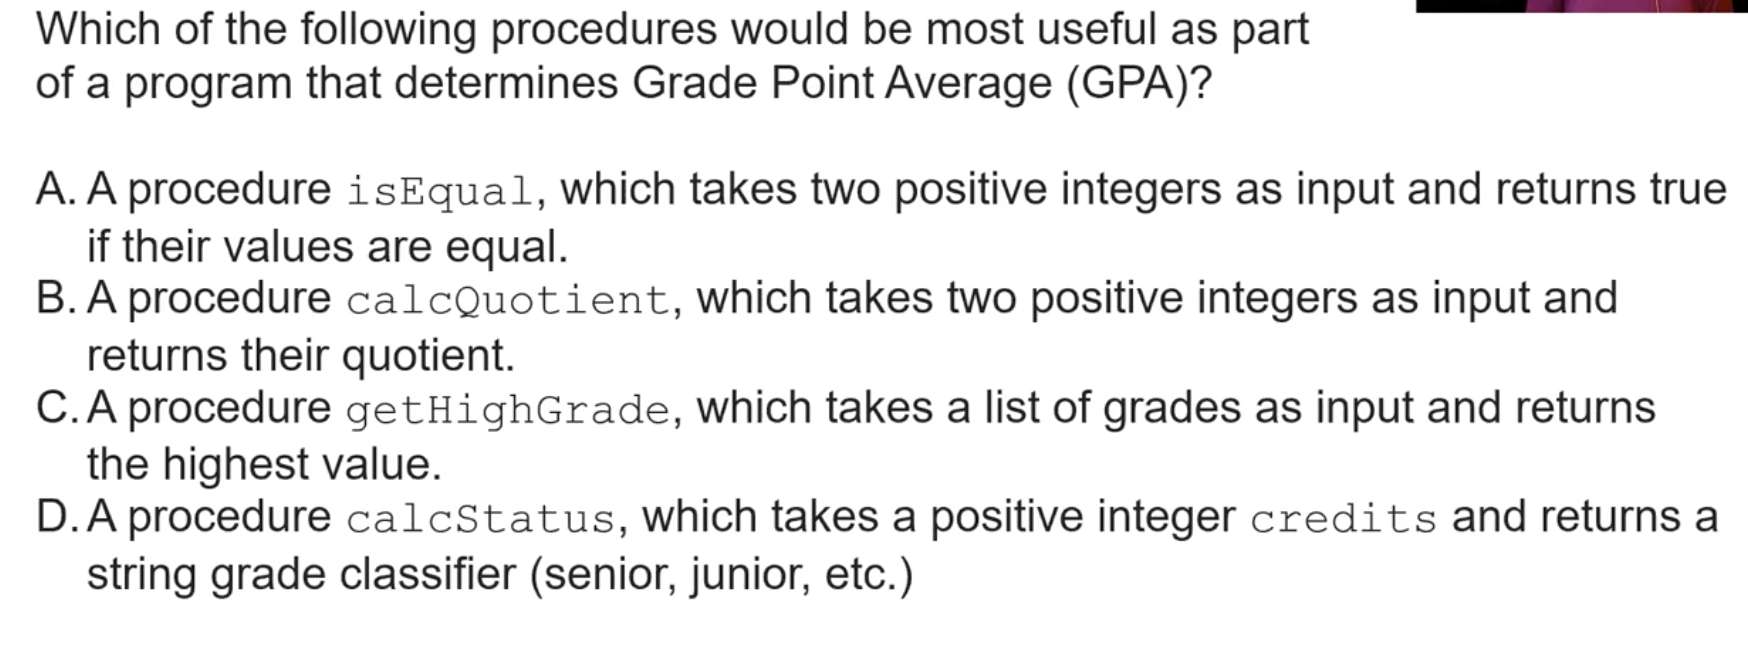 Which of the following procedures would be most useful as part
of a program that determines Grade Point Average (GPA)?
A. A procedure isEqual, which takes two positive integers as input and returns true
if their values are equal.
B. A procedure calcQuotient, which takes two positive integers as input and
returns their quotient.
C. A procedure getHighGrade, which takes a list of grades as input and returns
the highest value.
D. A procedure calcStatus, which takes a positive integer credits and returns a
string grade classifier (senior, junior, etc.)